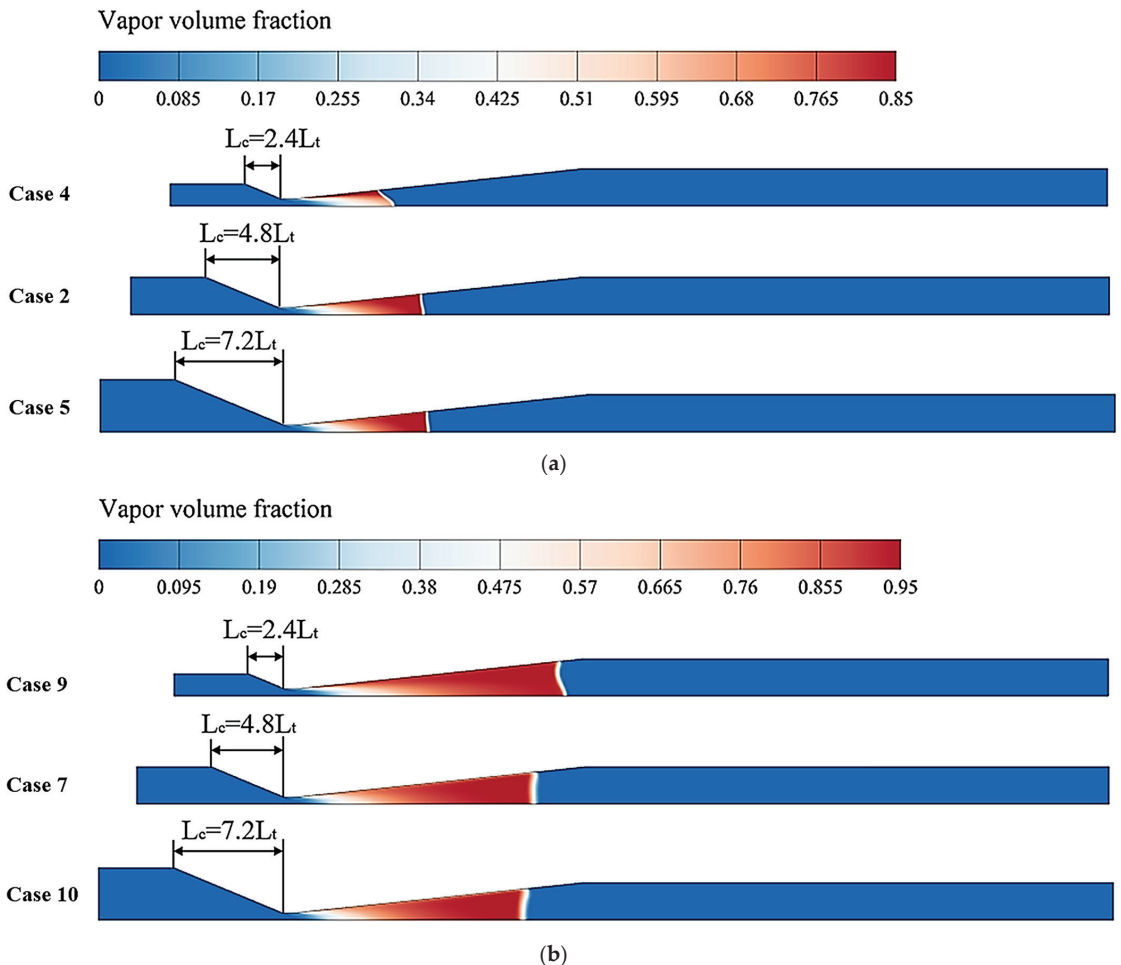 Vapor volume fraction
0 0.085 0.17 0.255 0.34 0.425 0.51 0.595 0.68 0.765 0.85
Lc=2.4Lt
Case 4
Lc=4.8Lt
Case 2
Lc=7.2Lt
Case 5
(a)
Vapor volume fraction
0 0.095 0.19 0.285 0.38 0.475 0.57 0.665 0.76 0.855 0.95
Lc=2.4Lt
Case 9
Lc=4.8Lt
Case 7
Lc=7.2Lt
Case 10
(b)